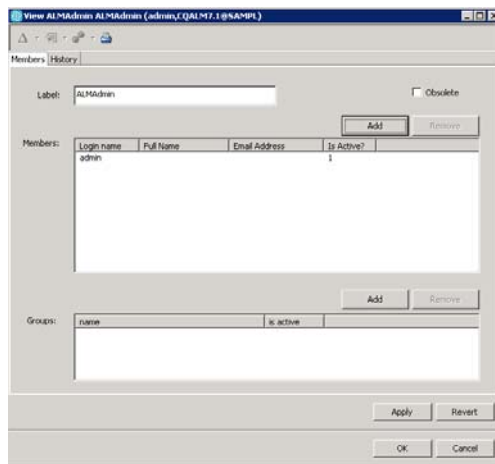 View ALMAdmin ALMAdmin (admin,CQALM7.1@SAMPL)
Members History
Label: ALMAdmin Obsolete
Add Remove
Members: Login name Full Name Email Address Is Active?
admin 1
Add Remove
Groups: name is active
Apply Revert
OK Cancel